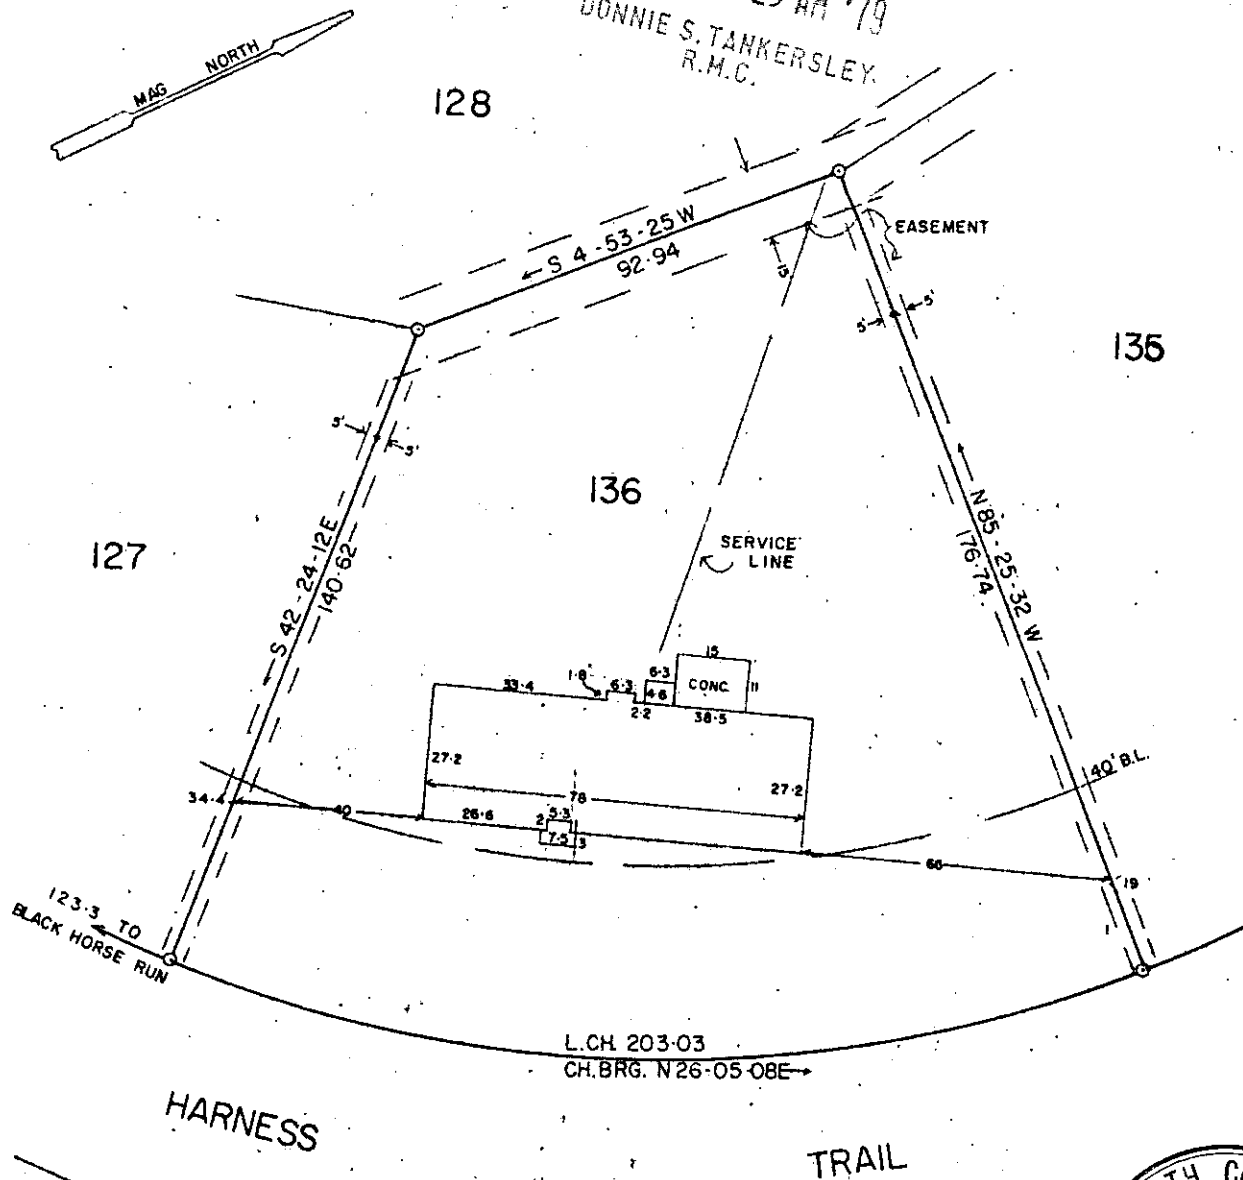 AM '79
DONNIE S. TANKERSLEY
R.M.C.
MAG NORTH
128
S 4-53-25 W
92.94
EASEMENT
15
5'
5'
135
5'
5'
136
127
S 42-24-12 E
140.62
N 85-25-32 W
176.74
SERVICE
LINE
15
6.3
CONC.
11
33.4
1.8
6.3
4.6
2.2
38.5
27.2
27.2
78
40' B.L.
34.4
40
26.6
2
5.3
7.5
3
19
123.3 TO
BLACK HORSE RUN
L.CH. 203.03
CH. BRG. N 26-05-08E
HARNESS
TRAIL